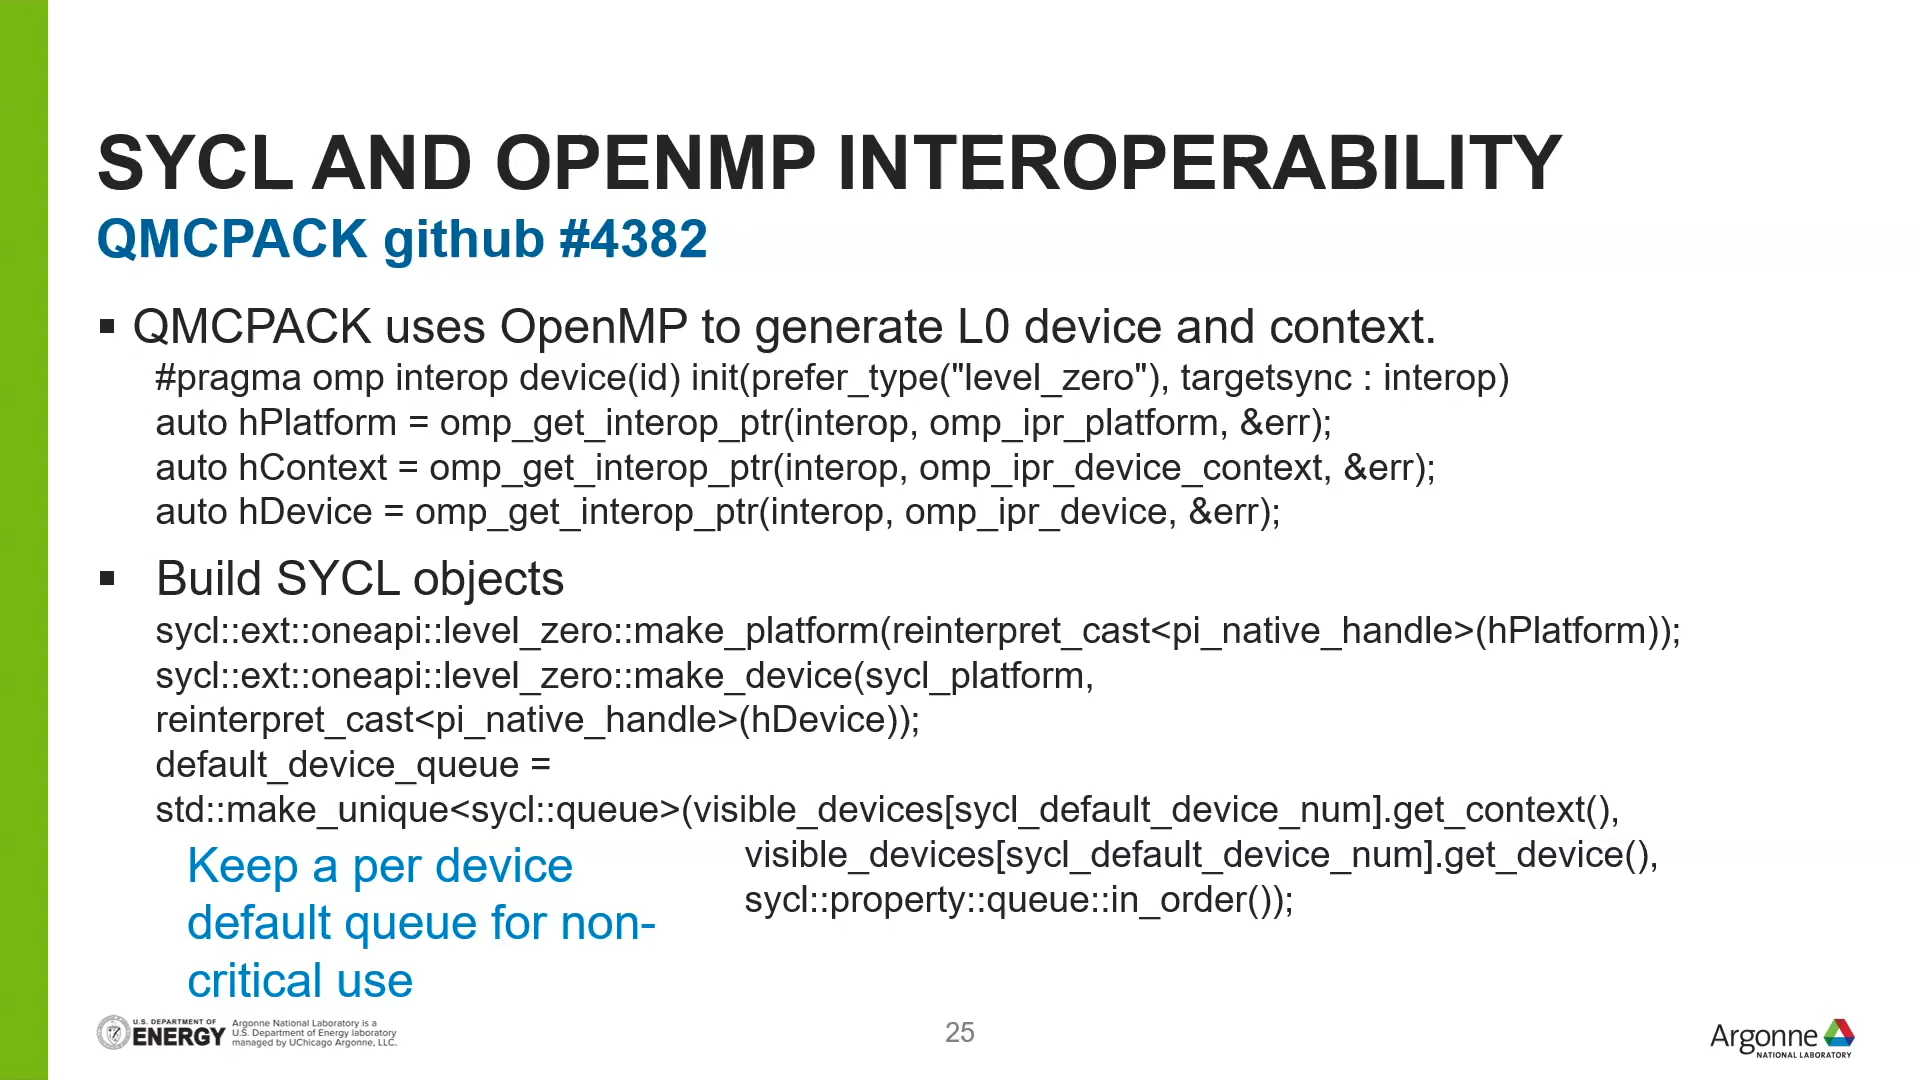 SYCL AND OPENMP INTEROPERABILITY
QMCPACK github #4382
▪ QMCPACK uses OpenMP to generate L0 device and context.
#pragma omp interop device(id) init(prefer_type("level_zero"), targetsync : interop)
auto hPlatform = omp_get_interop_ptr(interop, omp_ipr_platform, &err);
auto hContext = omp_get_interop_ptr(interop, omp_ipr_device_context, &err);
auto hDevice = omp_get_interop_ptr(interop, omp_ipr_device, &err);
▪ Build SYCL objects
sycl::ext::oneapi::level_zero::make_platform(reinterpret_cast<pi_native_handle>(hPlatform));
sycl::ext::oneapi::level_zero::make_device(sycl_platform,
reinterpret_cast<pi_native_handle>(hDevice));
default_device_queue =
std::make_unique<sycl::queue>(visible_devices[sycl_default_device_num].get_context(),
visible_devices[sycl_default_device_num].get_device(),
sycl::property::queue::in_order());
Keep a per device
default queue for non-
critical use
U.S. DEPARTMENT OF
ENERGY
Argonne National Laboratory is a
U.S. Department of Energy laboratory
managed by UChicago Argonne, LLC.
25
Argonne
NATIONAL LABORATORY